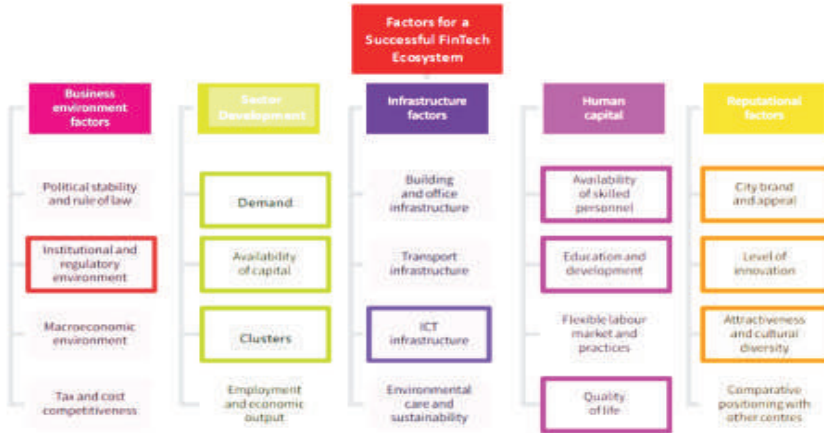 Factors for a
Successful FinTech
Ecosystem
Business
environment
factors
Sector
Development
Infrastructure
factors
Human
capital
Reputational
factors
Political stability
and rule of law
Demand
Building
and office
infrastructure
Availability
of skilled
personnel
City brand
and appeal
Institutional and
regulatory
environment
Availability
of capital
Transport
infrastructure
Education and
development
Level of
innovation
Macroeconomic
environment
Clusters
ICT
infrastructure
Flexible labour
market and
practices
Attractiveness
and cultural
diversity
Tax and cost
competitiveness
Employment
and economic
output
Environmental
care and
sustainability
Quality
of life
Comparative
positioning with
other centres